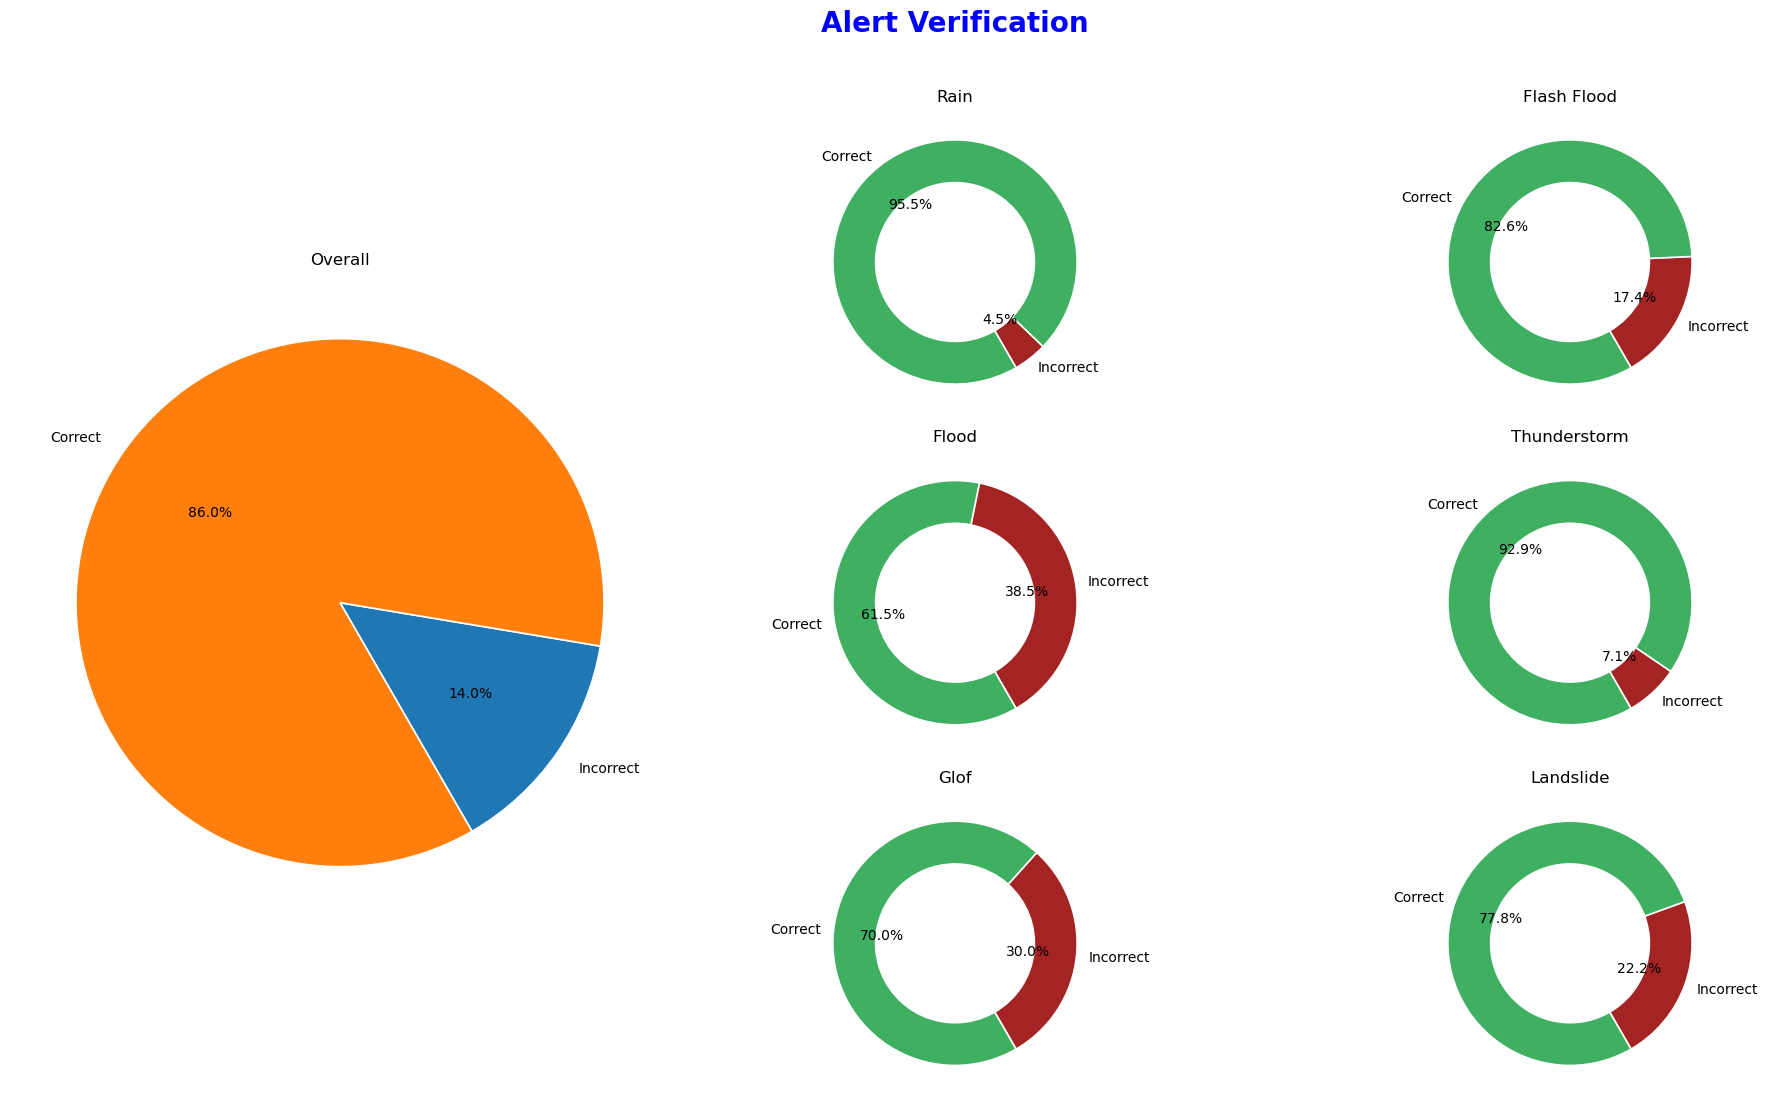 Alert Verification
Overall
Correct
86.0%
14.0%
Incorrect
Rain
Correct
95.5%
4.5%
Incorrect
Flash Flood
Correct
82.6%
17.4%
Incorrect
Flood
Incorrect
38.5%
61.5%
Correct
Thunderstorm
Correct
92.9%
7.1%
Incorrect
Glof
Correct
70.0%
30.0%
Incorrect
Landslide
Correct
77.8%
22.2%
Incorrect